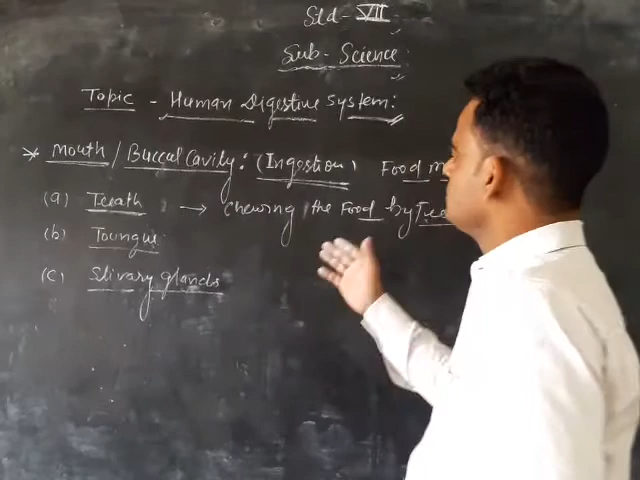 Std - VII
Sub - Science
Topic - Human Digestive System:
* Mouth / Buccal Cavity: (Ingestion) Food
(a) Teeath → chewing the Food by
(b) Toungue
(c) Slivary glands